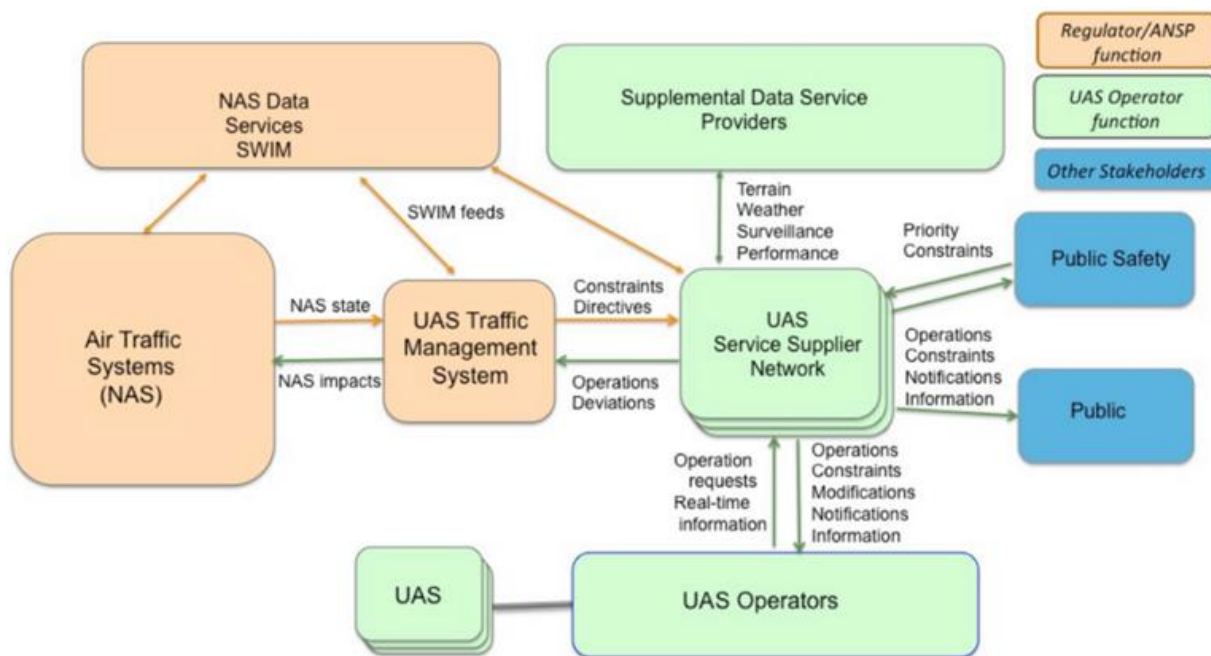 Regulator/ANSP
function
UAS Operator
function
Other Stakeholders
NAS Data
Services
SWIM
Supplemental Data Service
Providers
SWIM feeds
Terrain
Weather
Surveillance
Performance
Priority
Constraints
Public Safety
Air Traffic
Systems
(NAS)
NAS state
NAS impacts
UAS Traffic
Management
System
Constraints
Directives
Operations
Deviations
UAS
Service Supplier
Network
Operations
Constraints
Notifications
Information
Public
Operation
requests
Real-time
information
Operations
Constraints
Modifications
Notifications
Information
UAS
UAS Operators